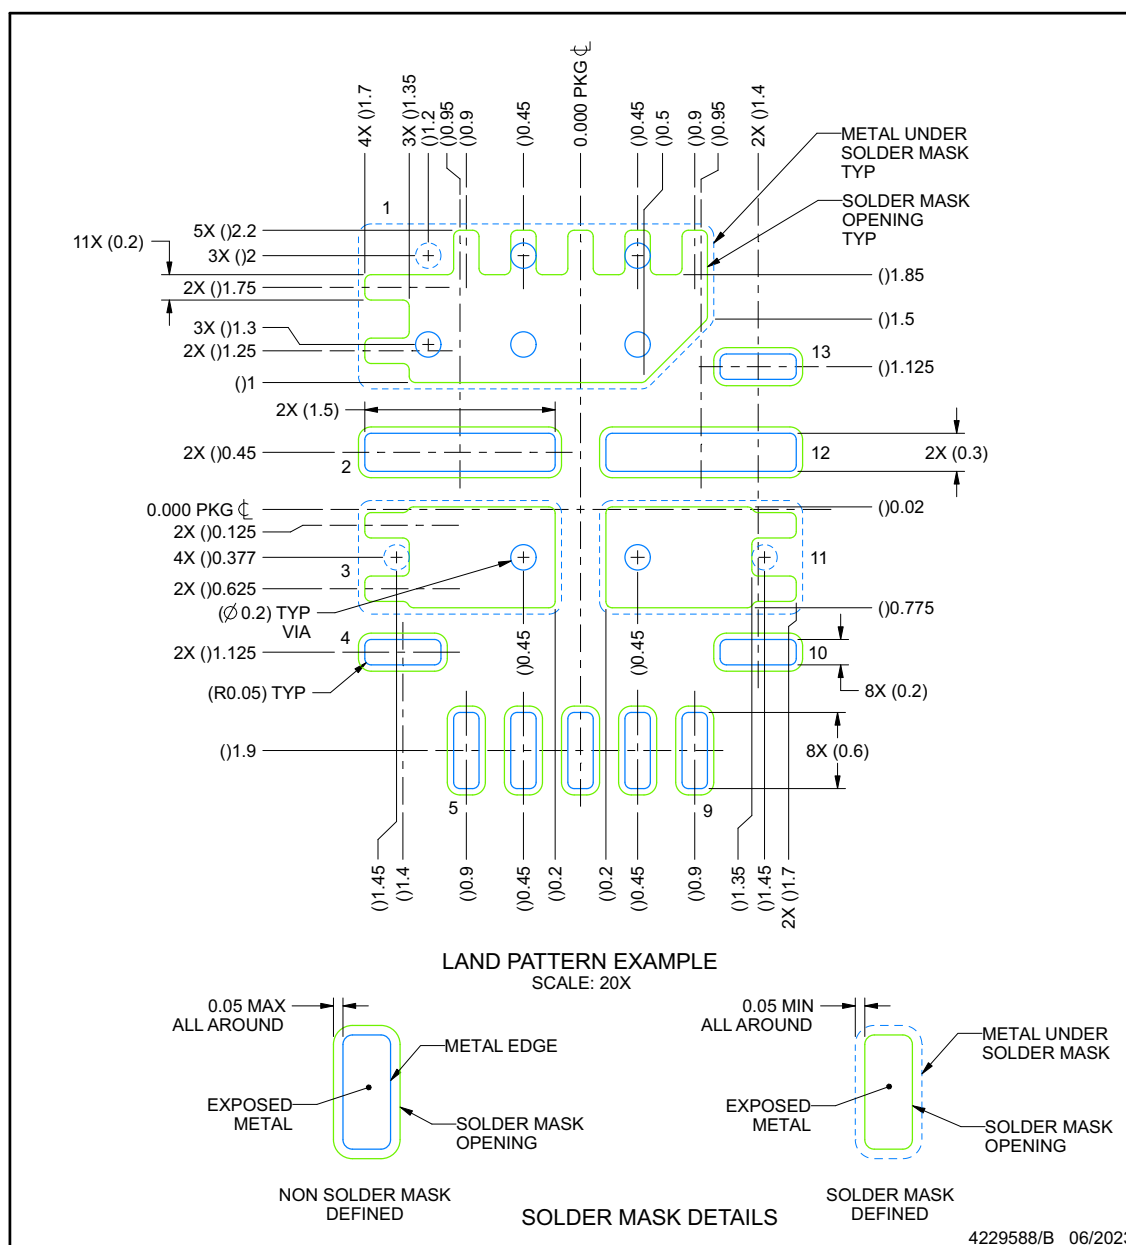 4X ()1.7
3X ()1.35
()1.2
()0.95
()0.9
()0.45
0.000 PKG ℄
()0.45
()0.5
()0.9
()0.95
2X ()1.4
METAL UNDER
SOLDER MASK
TYP
SOLDER MASK
OPENING
TYP
1
5X ()2.2
11X (0.2)
3X ()2
2X ()1.75
3X ()1.3
2X ()1.25
()1
()1.85
()1.5
13
()1.125
2X (1.5)
2X ()0.45
2
12
2X (0.3)
0.000 PKG ℄
2X ()0.125
4X ()0.377
3
2X ()0.625
(Ø 0.2) TYP
VIA
()0.02
11
()0.775
4
2X ()1.125
(R0.05) TYP
()0.45
()0.45
10
8X (0.2)
()1.9
8X (0.6)
5
9
()1.45
()1.4
()0.9
()0.45
()0.2
()0.2
()0.45
()0.9
()1.35
()1.45
2X ()1.7
LAND PATTERN EXAMPLE
SCALE: 20X
0.05 MAX
ALL AROUND
METAL EDGE
EXPOSED
METAL
SOLDER MASK
OPENING
NON SOLDER MASK
DEFINED
0.05 MIN
ALL AROUND
METAL UNDER
SOLDER MASK
EXPOSED
METAL
SOLDER MASK
OPENING
SOLDER MASK
DEFINED
SOLDER MASK DETAILS
4229588/B 06/2023